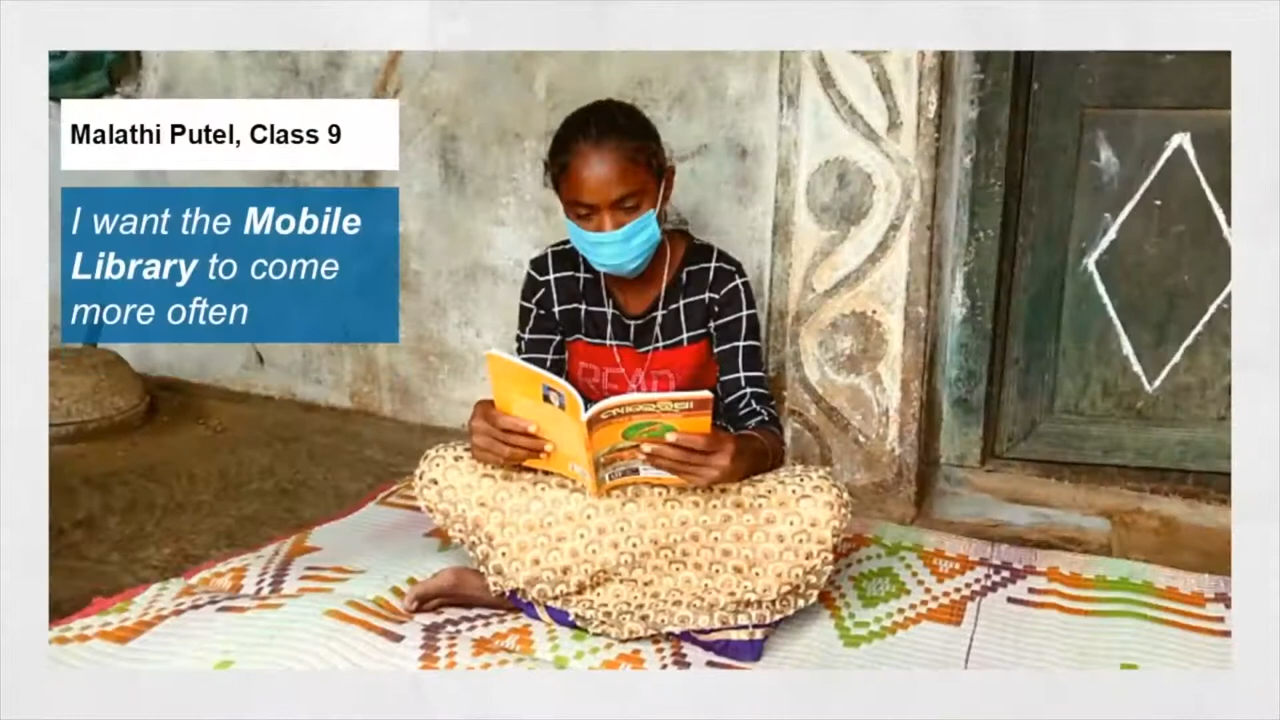 Malathi Putel, Class 9
I want the Mobile
Library to come
more often
READ